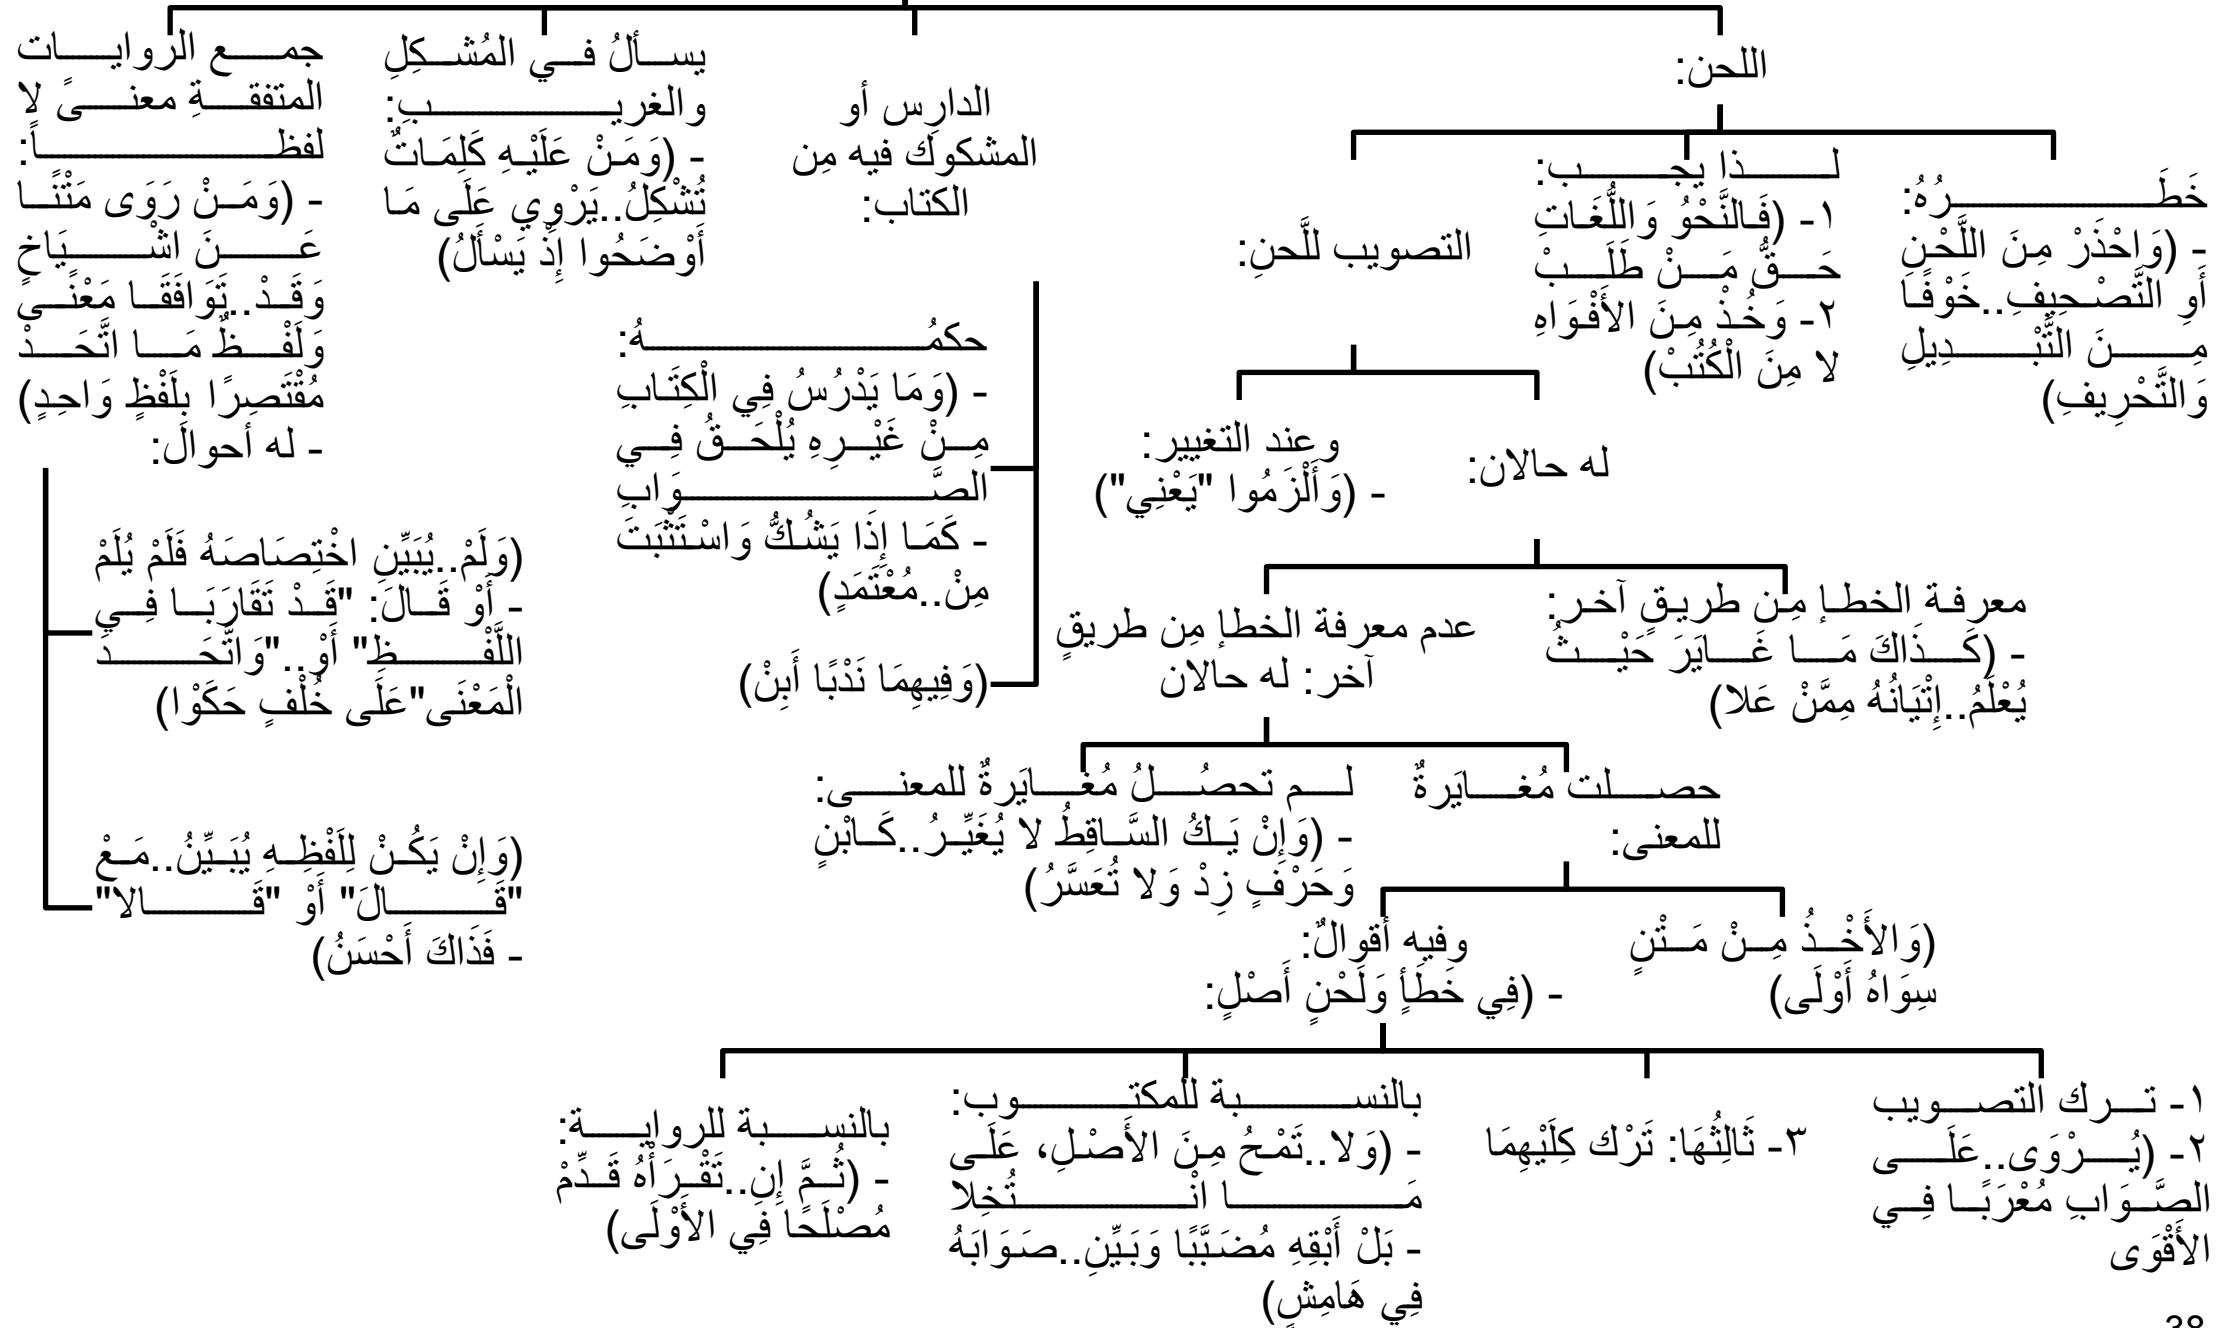 اللحن:
خَطَرُهُ:
- (وَاحْذَرْ مِنَ اللَّحْنِ
أَوِ التَّصْحِيفِ..خَوْفًا
مِنَ التَّبْدِيلِ
وَالتَّحْرِيفِ)
لذا يجب:
١- (فَالنَّحْوُ وَاللُّغَاتِ
حَقُّ مَنْ طَلَبْ
٢- وَخُذْ مِنَ الأَفْوَاهِ
لا مِنَ الْكُتُبْ)
التصويب للَّحنِ:
له حالان:
معرفة الخطإ مِن طريقٍ آخر:
- (كَذَاكَ مَا غَايَرَ حَيْثُ
يُعْلَمُ..إِتْيَانُهُ مِمَّنْ عَلا)
عدم معرفة الخطإ مِن طريقٍ
آخر: له حالان
حصلت مُغايَرةٌ
للمعنى:
(وَالأَخْذُ مِنْ مَتْنٍ
سِوَاهُ أَوْلَى)
وفيه أقوالٌ:
- (فِي خَطَأٍ وَلَحْنٍ أَصْلٍ:
١- ترك التصويب
٢- (يُرْوَى..عَلَى
الصَّوَابِ مُعْرَبًا فِي
الأَقْوَى
٣- ثَالِثُهَا: تَرْك كِلَيْهِمَا
بالنسبة للمكتوب:
- (وَلا..تَمْحُ مِنَ الأَصْلِ، عَلَى
مَا انْتُخِلا
- بَلْ أَبْقِهِ مُضَبَّبًا وَبَيِّنِ..صَوَابَهُ
فِي هَامِشٍ)
بالنسبة للرواية:
- (ثُمَّ إِن..تَقْرَأْهُ قَدِّمْ
مُصْلَحًا فِي الأَوْلَى)
لم تحصُلُ مُغايَرةٌ للمعنى:
- (وَإِنْ يَكُ السَّاقِطُ لا يُغَيِّرُ..كَابْنٍ
وَحَرْفٍ زِدْ وَلا تُعَسَّرُ)
وعند التغيير:
- (وَأَلْزَمُوا "يَعْنِي")
الدارِس أو
المشكوك فيه مِن
الكتاب:
حكمُهُ:
- (وَمَا يَدْرُسُ فِي الْكِتَابِ
مِنْ غَيْرِهِ يُلْحَقُ فِي
الصَّوَابِ
- كَمَا إِذَا يَشُكُّ وَاسْتَثْبَتَ
مِنْ..مُعْتَمَدٍ)
(وَفِيهِمَا نَدْبًا أَبِنْ)
يسألُ في المُشكِلِ
والغريبِ:
- (وَمَنْ عَلَيْهِ كَلِمَاتٌ
تُشْكِلُ..يَرْوِي عَلَى مَا
أَوْضَحُوا إِذْ يَسْأَلُ)
جمع الروايات
المتفقةِ معنىً لا
لفظاً:
- (وَمَنْ رَوَى مَتْنًا
عَنَ اشْيَاخٍ
وَقَدْ..تَوَافَقَا مَعْنًى
وَلَفْظٌ مَا اتَّحَدْ
مُقْتَصِرًا بِلَفْظٍ وَاحِدٍ)
- له أحوال:
(وَلَمْ..يُبَيِّنِ اخْتِصَاصَهُ فَلَمْ يُلَمْ
- أَوْ قَالَ: "قَدْ تَقَارَبَا فِي
اللَّفْظِ" أَوْ.."وَاتَّحَدَ
الْمَعْنَى"عَلَى خُلْفٍ حَكَوْا)
(وَإِنْ يَكُنْ لِلَفْظِهِ يُبَيِّنُ..مَعْ
"قَالَ" أَوْ "قَالا"
- فَذَاكَ أَحْسَنُ)
38